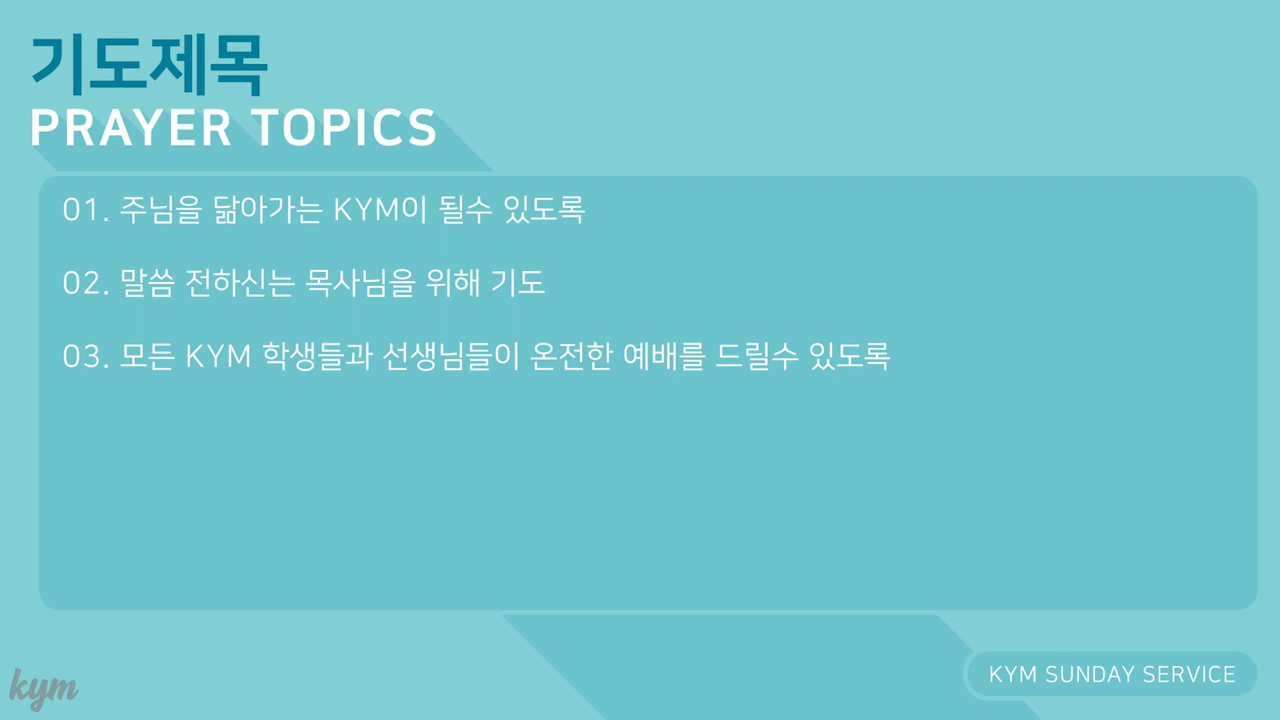 기도제목
PRAYER TOPICS
01. 주님을 닮아가는 KYM이 될수 있도록
02. 말씀 전하신는 목사님을 위해 기도
03. 모든 KYM 학생들과 선생님들이 온전한 예배를 드릴수 있도록
kym
KYM SUNDAY SERVICE